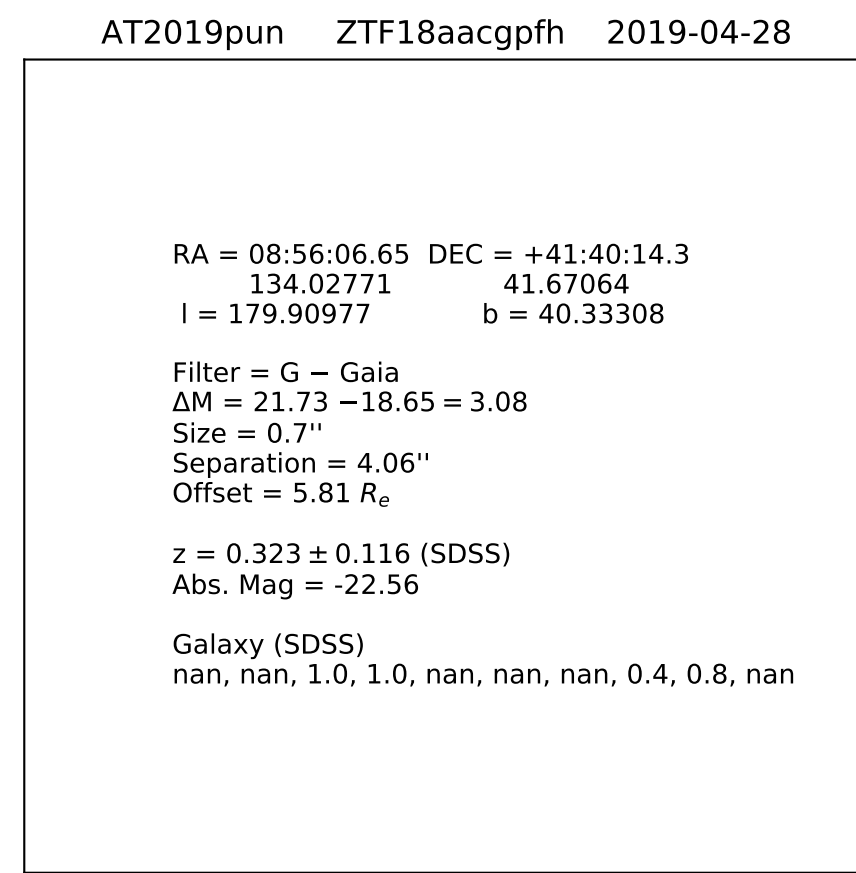 AT2019pun ZTF18aacgpfh 2019-04-28
RA = 08:56:06.65 DEC = +41:40:14.3
134.02771 41.67064
l = 179.90977 b = 40.33308
Filter = G − Gaia
ΔM = 21.73 −18.65 = 3.08
Size = 0.7''
Separation = 4.06''
Offset = 5.81 Rₑ
z = 0.323 ± 0.116 (SDSS)
Abs. Mag = -22.56
Galaxy (SDSS)
nan, nan, 1.0, 1.0, nan, nan, nan, 0.4, 0.8, nan